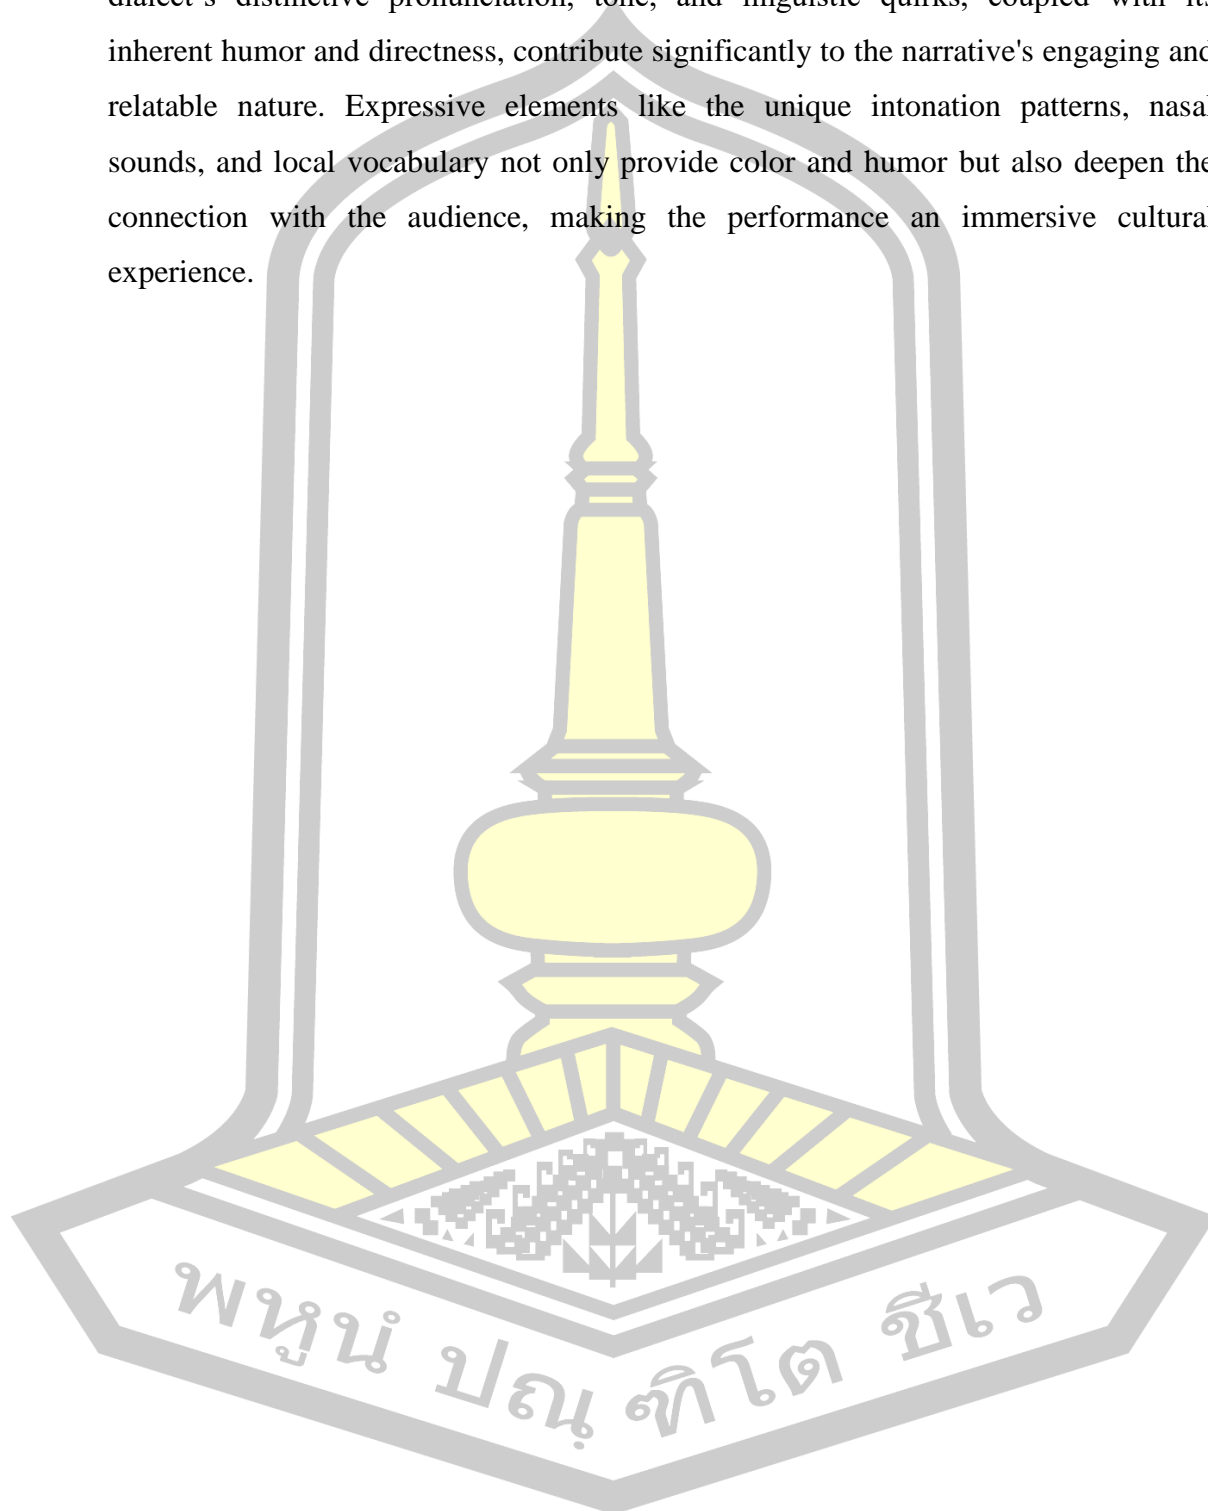 dialect's distinctive pronunciation, tone, and linguistic quirks, coupled with its
inherent humor and directness, contribute significantly to the narrative's engaging and
relatable nature. Expressive elements like the unique intonation patterns, nasal
sounds, and local vocabulary not only provide color and humor but also deepen the
connection with the audience, making the performance an immersive cultural
experience.
พหูนํ ปณฺฑิโต ชีเว